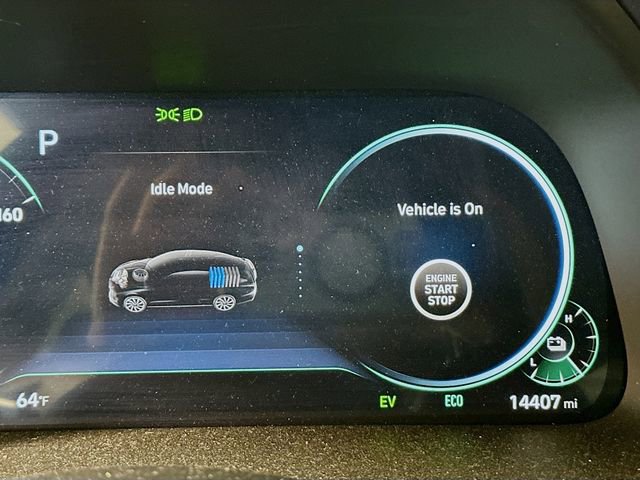 P
160
Idle Mode
Vehicle is On
ENGINE
START
STOP
H
L
64°F
EV
ECO
14407 mi